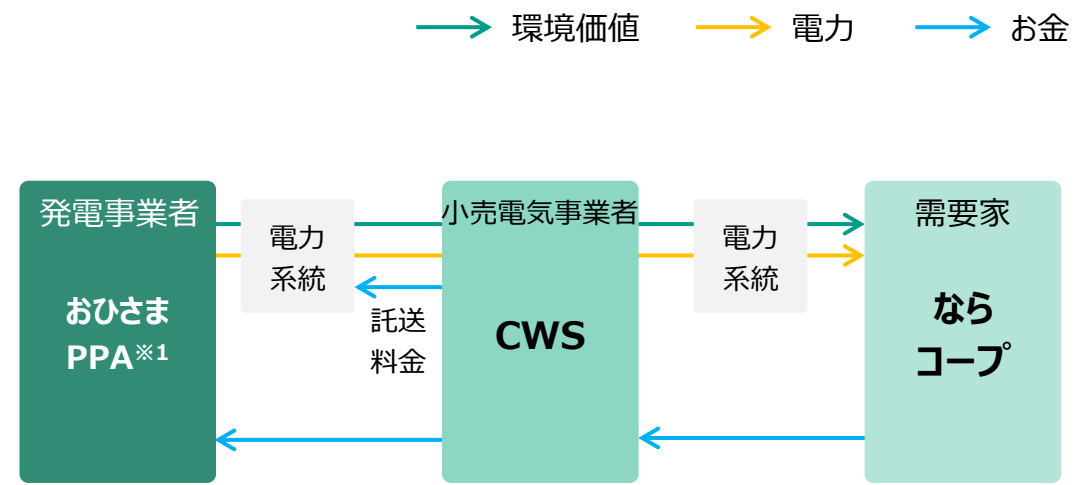 環境価値
電力
お金
発電事業者
おひさま
PPA※1
電力
系統
託送
料金
小売電気事業者
CWS
電力
系統
需要家
なら
コープ